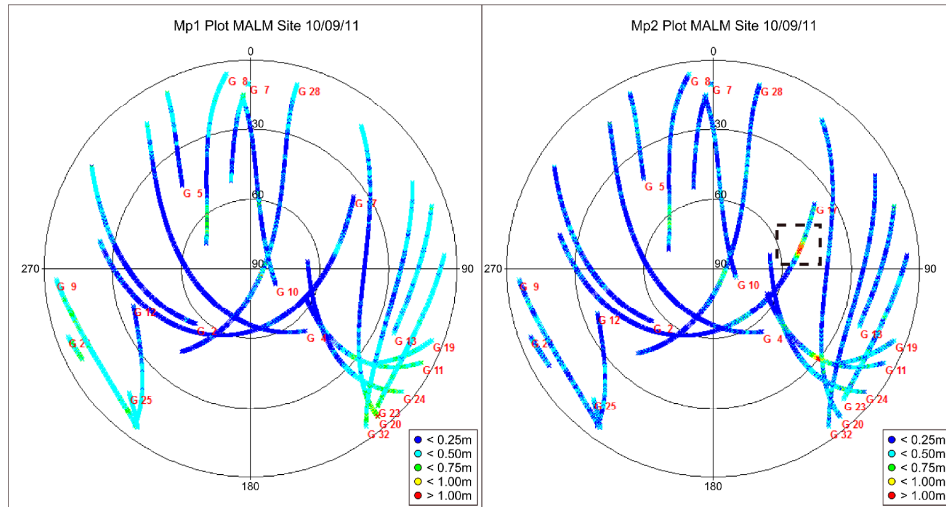 Mp1 Plot MALM Site 10/09/11
0
G 8
G 7
G 28
30
G 5
60
G 17
270
90
90
G 9
G 10
G 12
G 2
G 4
G 13
G 19
G 2
G 11
G 25
G 24
G 23
G 20
G 32
180
< 0.25m
< 0.50m
< 0.75m
< 1.00m
> 1.00m
Mp2 Plot MALM Site 10/09/11
0
G 8
G 7
G 28
30
G 5
60
270
90
90
G 9
G 10
G 12
G 2
G 4
G 13
G 19
G 2
G 11
G 25
G 24
G 23
G 20
G 32
180
< 0.25m
< 0.50m
< 0.75m
< 1.00m
> 1.00m